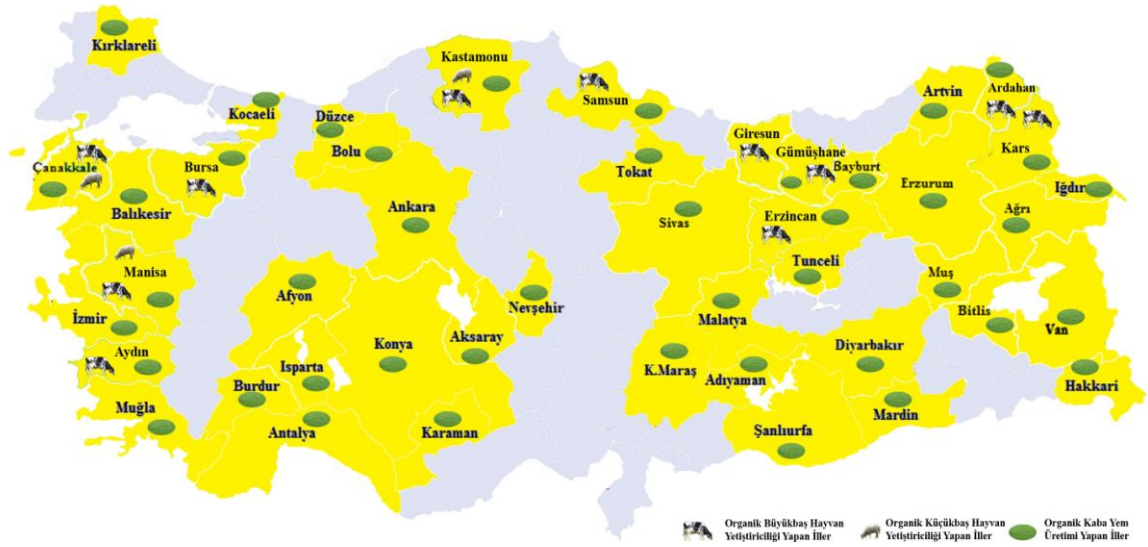 Kırklareli
Kastamonu
Samsun
Artvin
Ardahan
Kocaeli
Düzce
Bolu
Giresun
Gümüşhane
Bayburt
Kars
Çanakkale
Bursa
Tokat
Erzurum
Iğdır
Balıkesir
Ankara
Sivas
Erzincan
Ağrı
Manisa
Afyon
Nevşehir
Tunceli
Muş
İzmir
Aksaray
Malatya
Bitlis
Van
Aydın
Isparta
Konya
K.Maraş
Adıyaman
Diyarbakır
Burdur
Hakkari
Muğla
Antalya
Karaman
Şanlıurfa
Mardin
Organik Büyükbaş Hayvan
Yetiştiriciliği Yapan İller
Organik Küçükbaş Hayvan
Yetiştiriciliği Yapan İller
Organik Kaba Yem
Üretimi Yapan İller